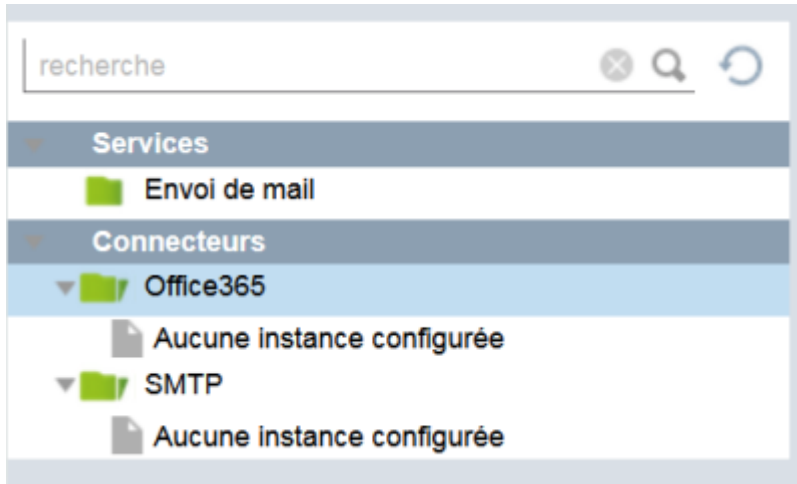 recherche
Services
Envoi de mail
Connecteurs
Office365
Aucune instance configurée
SMTP
Aucune instance configurée